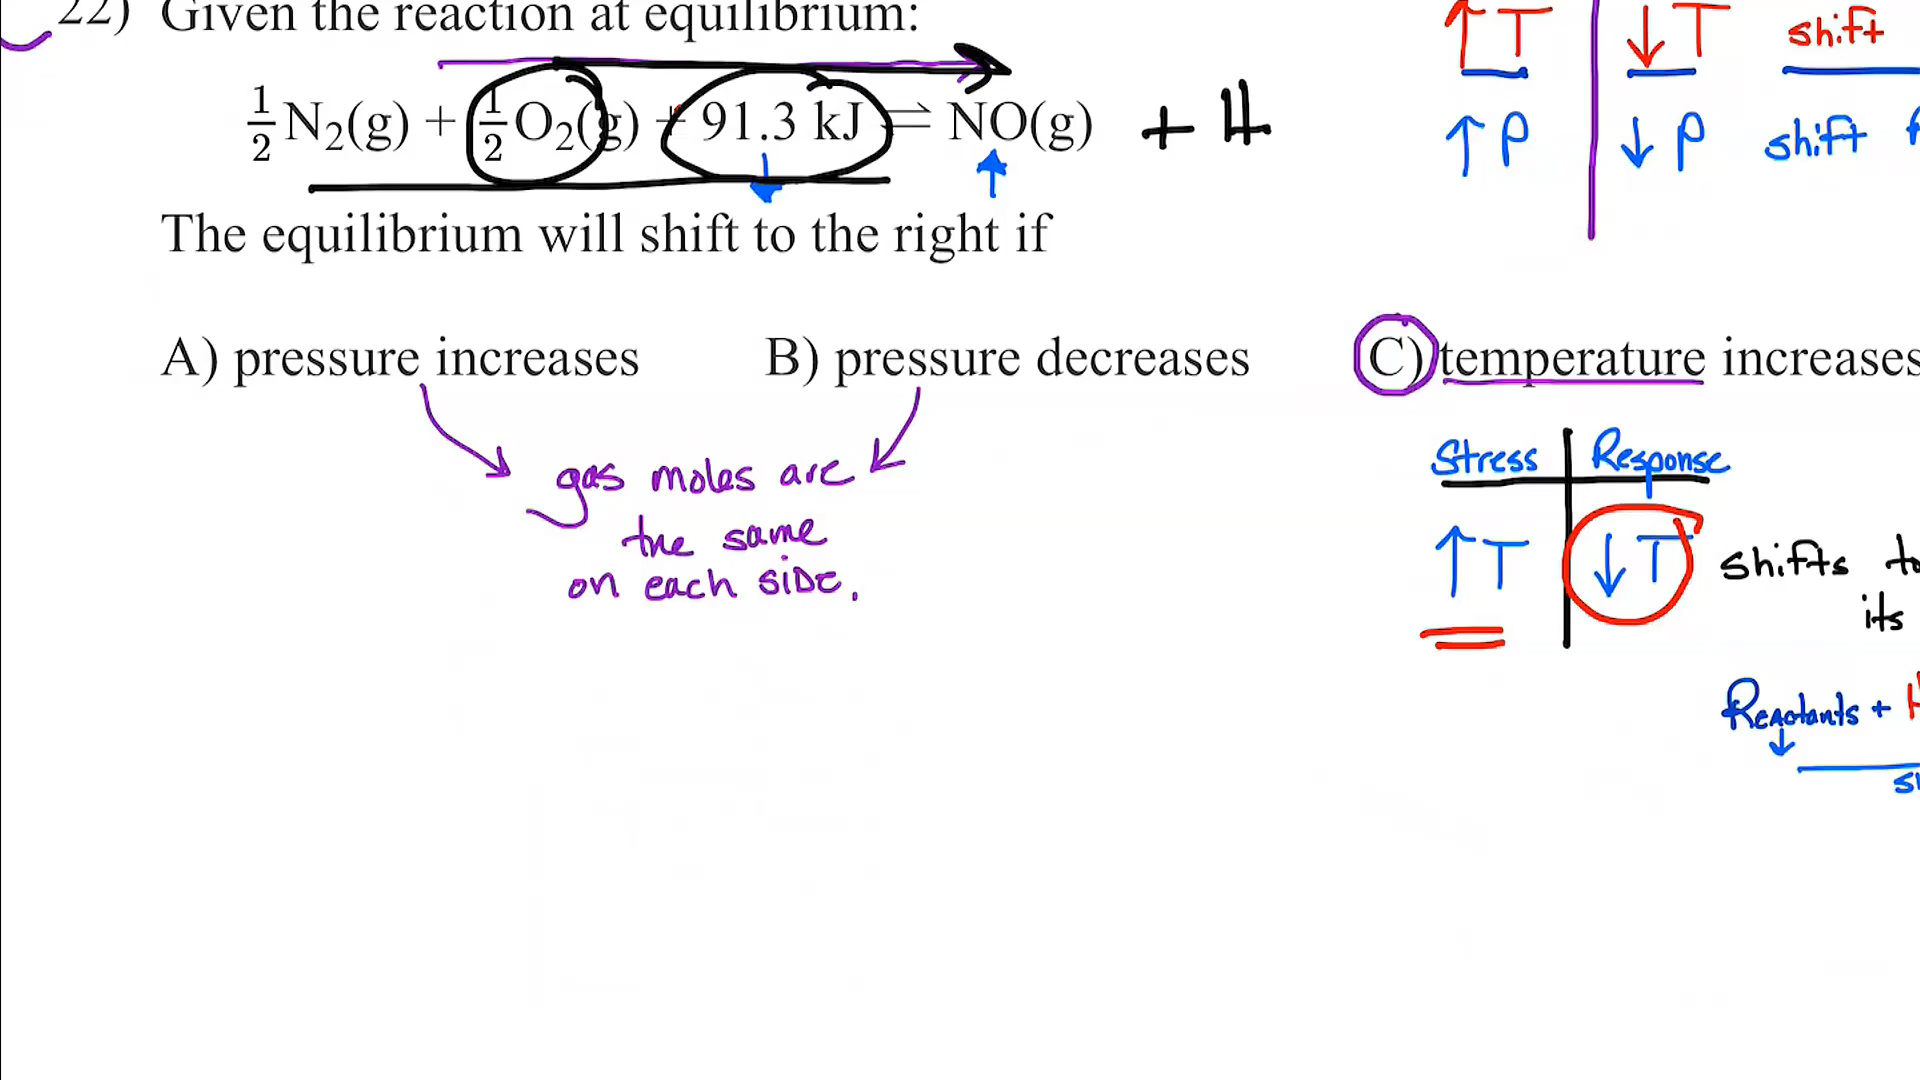 22) Given the reaction at equilibrium:
½N₂(g) + ½O₂(g) + 91.3 kJ ⇌ NO(g) + H
The equilibrium will shift to the right if
A) pressure increases B) pressure decreases C) temperature increases
gas moles are
the same
on each side.
↑T ↓T shift
↑P ↓P shift
Stress Response
↑T ↓T shifts to
its
Reactants +